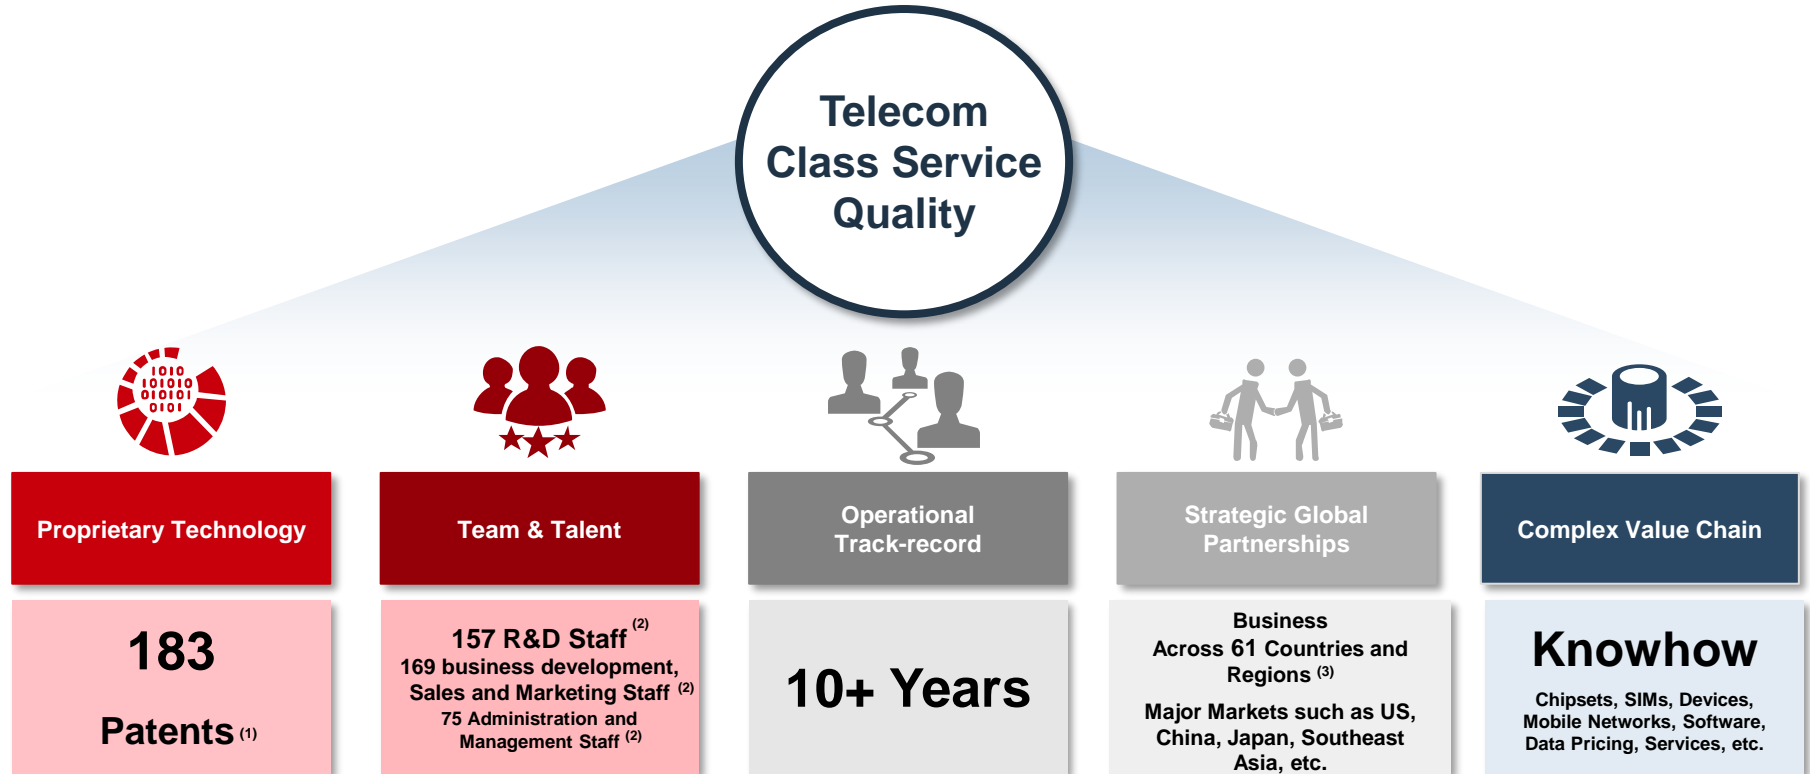 Telecom
Class Service
Quality
1010
101010
010101
0101
Proprietary Technology
Team & Talent
Operational
Track-record
Strategic Global
Partnerships
Complex Value Chain
183
Patents (1)
157 R&D Staff (2)
169 business development,
Sales and Marketing Staff (2)
75 Administration and
Management Staff (2)
10+ Years
Business
Across 61 Countries and
Regions (3)
Major Markets such as US,
China, Japan, Southeast
Asia, etc.
Knowhow
Chipsets, SIMs, Devices,
Mobile Networks, Software,
Data Pricing, Services, etc.